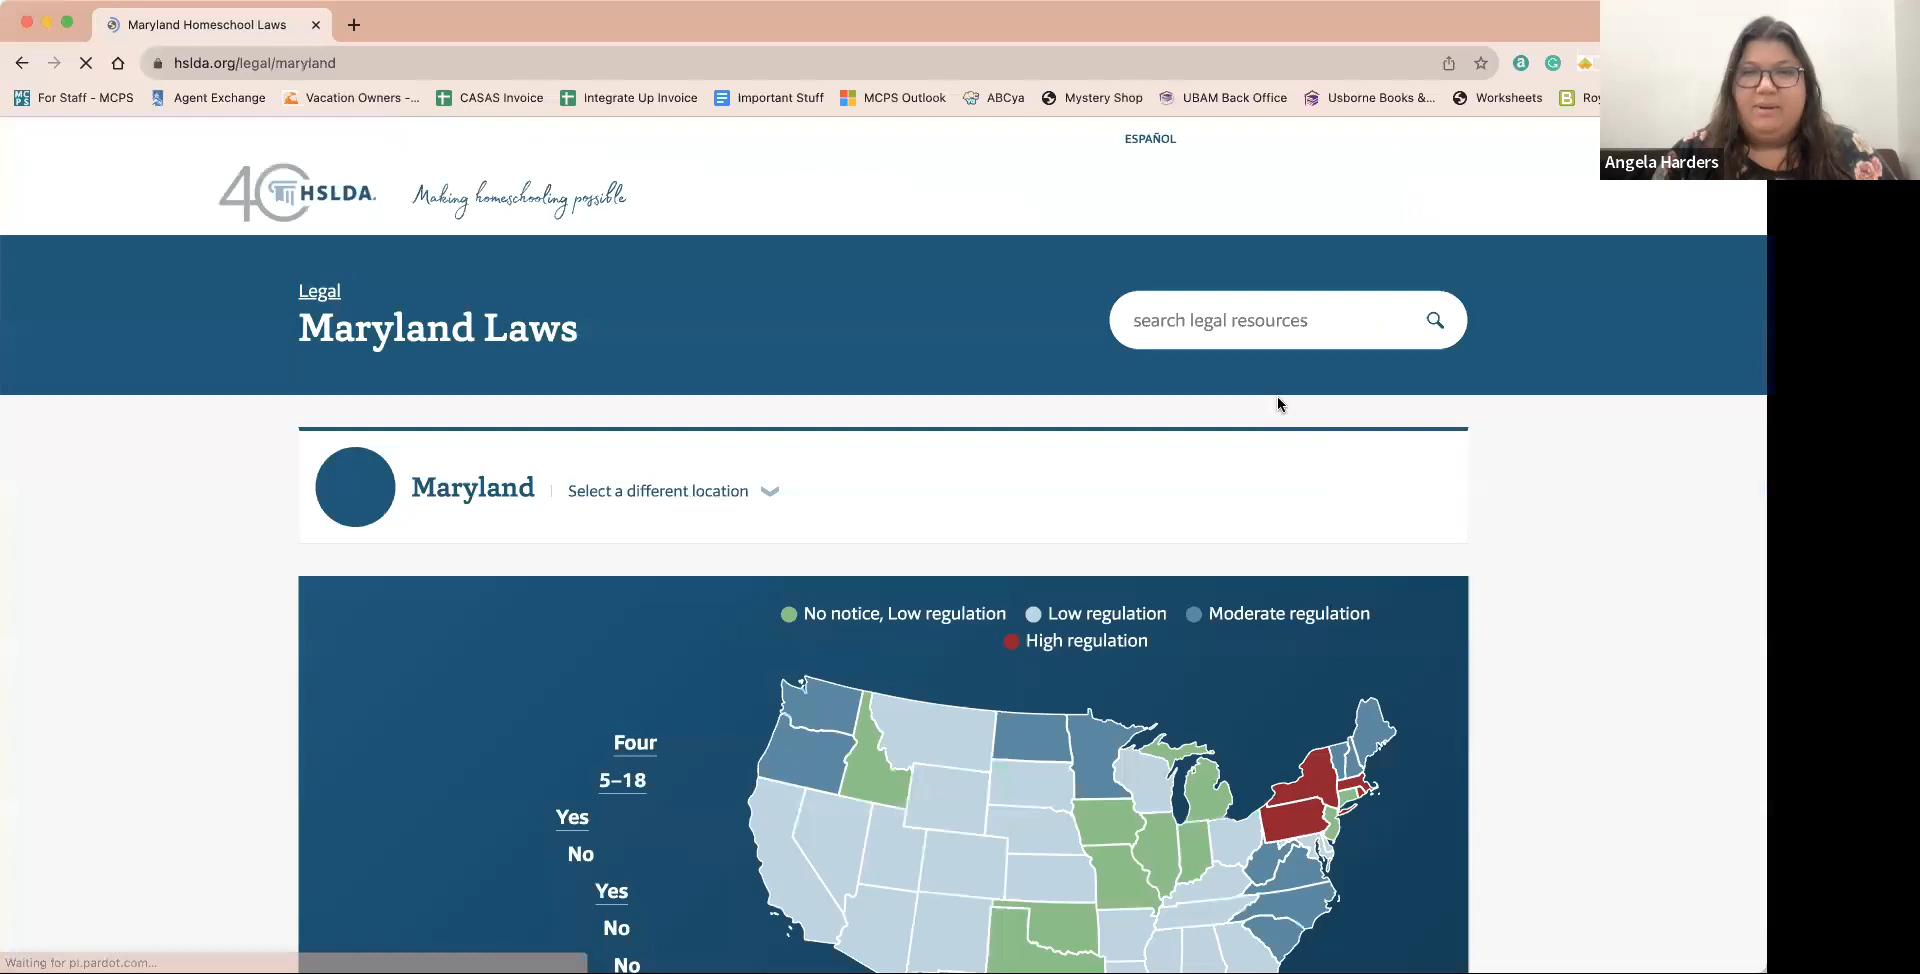 Maryland Homeschool Laws
hslda.org/legal/maryland
For Staff - MCPS
Agent Exchange
Vacation Owners -...
CASAS Invoice
Integrate Up Invoice
Important Stuff
MCPS Outlook
ABCya
Mystery Shop
UBAM Back Office
Usborne Books &...
Worksheets
Roy
Angela Harders
ESPAÑOL
40 HSLDA.
Making homeschooling possible
Legal
Maryland Laws
search legal resources
Maryland
Select a different location
No notice, Low regulation
Low regulation
Moderate regulation
High regulation
Four
5–18
Yes
No
Yes
No
No
Waiting for pi.pardot.com...